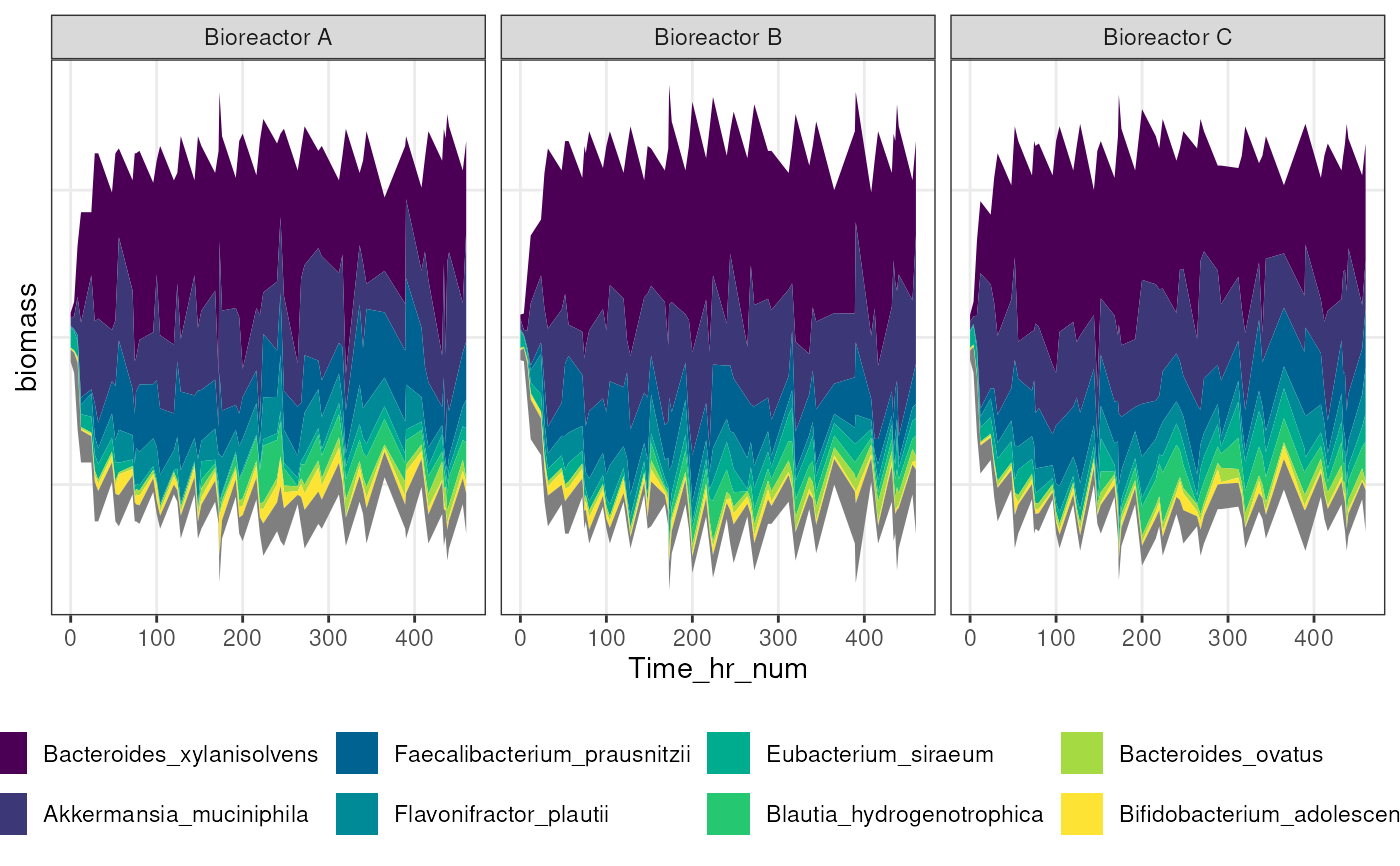 Bioreactor A Bioreactor B Bioreactor C
biomass
0 100 200 300 400 0 100 200 300 400 0 100 200 300 400
Time_hr_num
Bacteroides_xylanisolvens Faecalibacterium_prausnitzii Eubacterium_siraeum Bacteroides_ovatus
Akkermansia_muciniphila Flavonifractor_plautii Blautia_hydrogenotrophica Bifidobacterium_adolescen